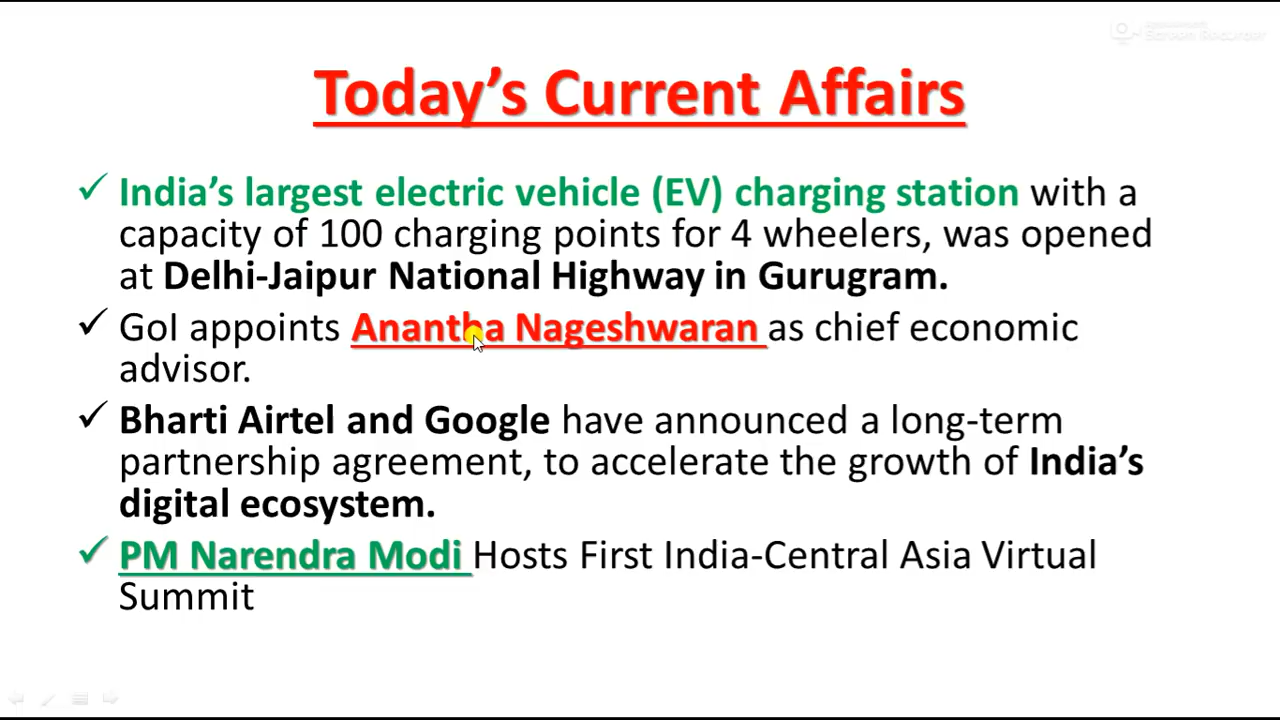 Screen Recorder
Today's Current Affairs
✓ India's largest electric vehicle (EV) charging station with a
capacity of 100 charging points for 4 wheelers, was opened
at Delhi-Jaipur National Highway in Gurugram.
✓ GoI appoints Anantha Nageshwaran as chief economic
advisor.
✓ Bharti Airtel and Google have announced a long-term
partnership agreement, to accelerate the growth of India's
digital ecosystem.
✓ PM Narendra Modi Hosts First India-Central Asia Virtual
Summit